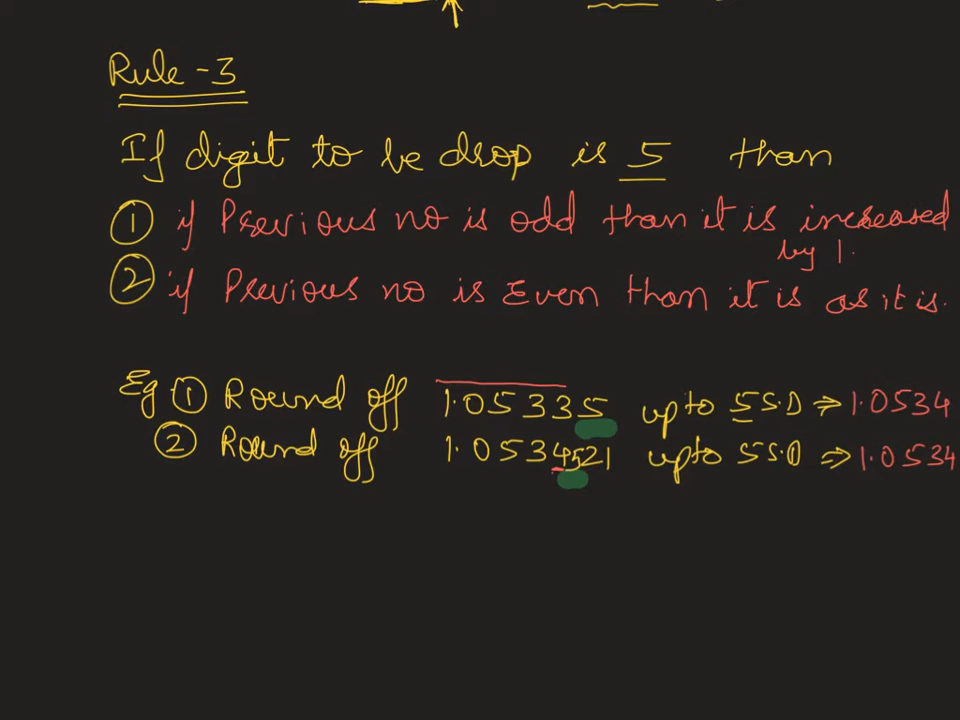 Rule-3
If digit to be drop is 5 than
① if Previous no is odd than it is increased
by 1.
② if Previous no is Even than it is as it is.
Eg ① Round off 1.05335 upto 5 S.D ⇒ 1.0534
② Round off 1.0534521 upto 5 S.D ⇒ 1.0534